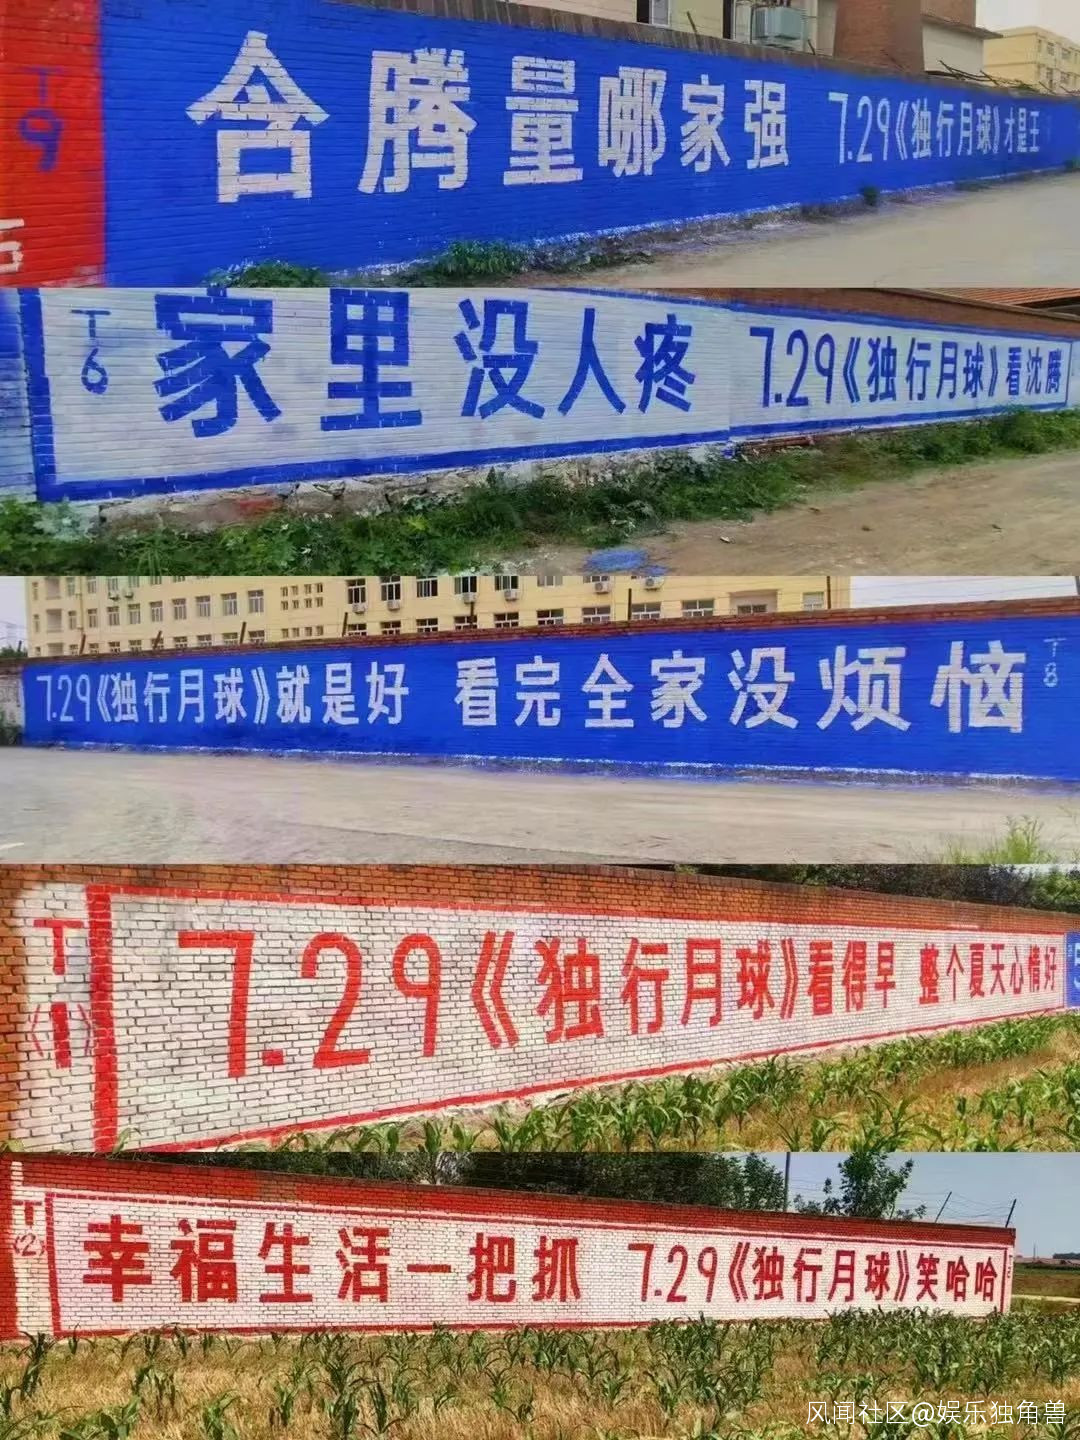 T9
5
含腾量哪家强 7.29《独行月球》才是王
T6
家里没人疼 7.29《独行月球》看沈腾
7.29《独行月球》就是好 看完全家没烦恼
T8
T
《1》
7.29《独行月球》看得早 整个夏天心情好
5
T
《2》
幸福生活一把抓 7.29《独行月球》笑哈哈
风闻社区@娱乐独角兽